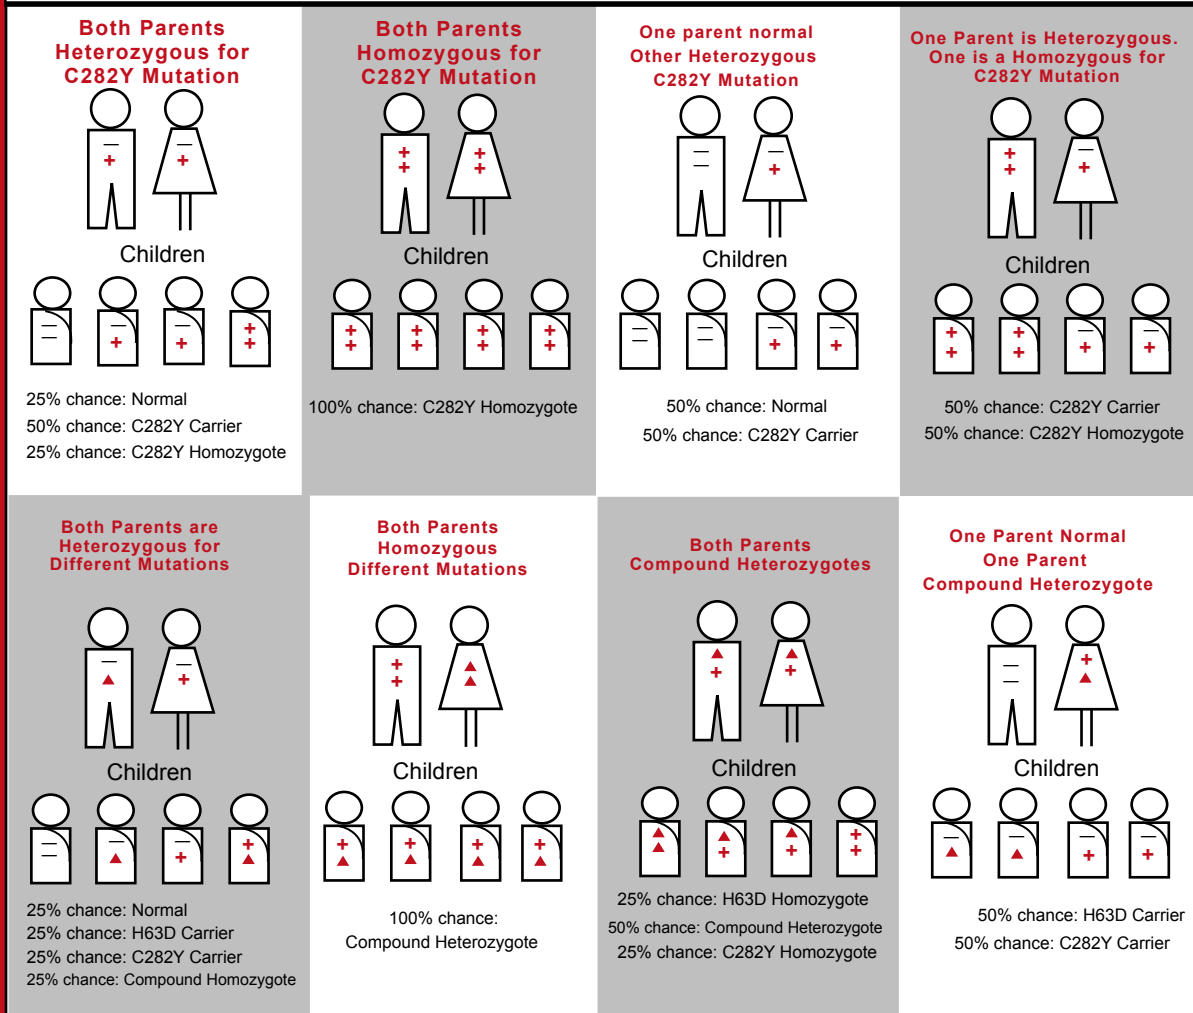 Both Parents
Heterozygous for
C282Y Mutation
Children
25% chance: Normal
50% chance: C282Y Carrier
25% chance: C282Y Homozygote
Both Parents
Homozygous for
C282Y Mutation
Children
100% chance: C282Y Homozygote
One parent normal
Other Heterozygous
C282Y Mutation
Children
50% chance: Normal
50% chance: C282Y Carrier
One Parent is Heterozygous.
One is a Homozygous for
C282Y Mutation
Children
50% chance: C282Y Carrier
50% chance: C282Y Homozygote
Both Parents are
Heterozygous for
Different Mutations
Children
25% chance: Normal
25% chance: H63D Carrier
25% chance: C282Y Carrier
25% chance: Compound Homozygote
Both Parents
Homozygous
Different Mutations
Children
100% chance:
Compound Heterozygote
Both Parents
Compound Heterozygotes
Children
25% chance: H63D Homozygote
50% chance: Compound Heterozygote
25% chance: C282Y Homozygote
One Parent Normal
One Parent
Compound Heterozygote
Children
50% chance: H63D Carrier
50% chance: C282Y Carrier